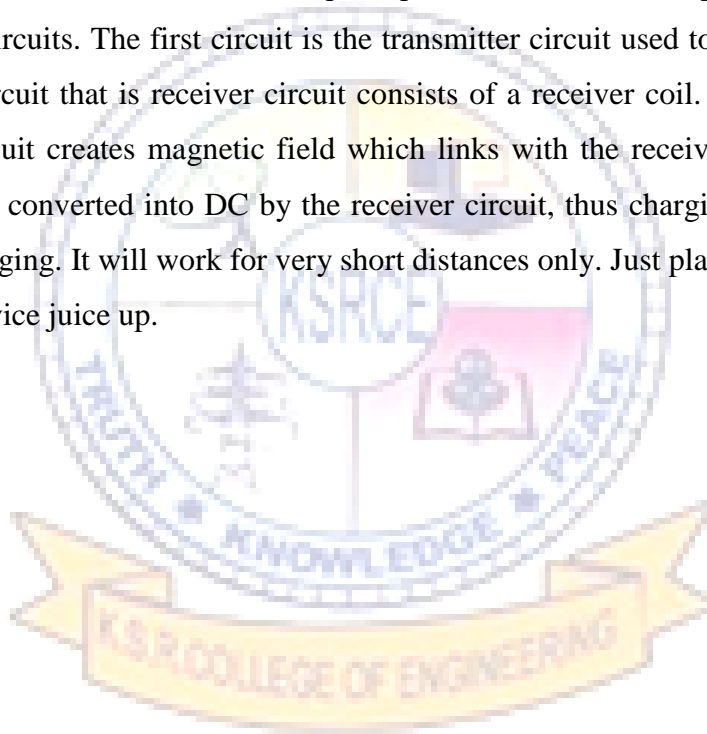 ircuits. The first circuit is the transmitter circuit used to
rcuit that is receiver circuit consists of a receiver coil.
uit creates magnetic field which links with the receiv
converted into DC by the receiver circuit, thus chargi
ging. It will work for very short distances only. Just pla
vice juice up.
KSRCE
TRUTH * KNOWLEDGE * PEACE
K.S.R.COLLEGE OF ENGINEERING